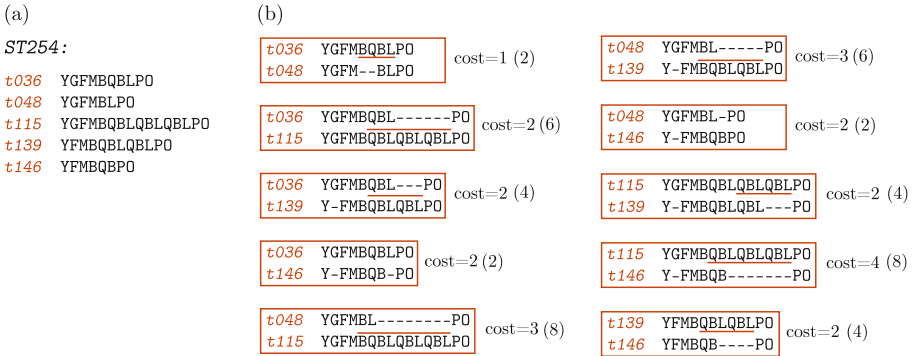 (a)
ST254:
t036 YGFMBQBLPO
t048 YGFMBLPO
t115 YGFMBQBLQBLQBLPO
t139 YFMBQBLQBLPO
t146 YFMBQBPO
(b)
t036 YGFMBQBLPO
t048 YGFM--BLPO
cost=1 (2)
t036 YGFMBQBL------PO
t115 YGFMBQBLQBLQBLPO
cost=2 (6)
t036 YGFMBQBL---PO
t139 Y-FMBQBLQBLPO
cost=2 (4)
t036 YGFMBQBLPO
t146 Y-FMBQB-PO
cost=2 (2)
t048 YGFMBL--------PO
t115 YGFMBQBLQBLQBLPO
cost=3 (8)
t048 YGFMBL-----PO
t139 Y-FMBQBLQBLPO
cost=3 (6)
t048 YGFMBL-PO
t146 Y-FMBQBPO
cost=2 (2)
t115 YGFMBQBLQBLQBLPO
t139 Y-FMBQBLQBL---PO
cost=2 (4)
t115 YGFMBQBLQBLQBLPO
t146 Y-FMBQB-------PO
cost=4 (8)
t139 YFMBQBLQBLPO
t146 YFMBQB----PO
cost=2 (4)